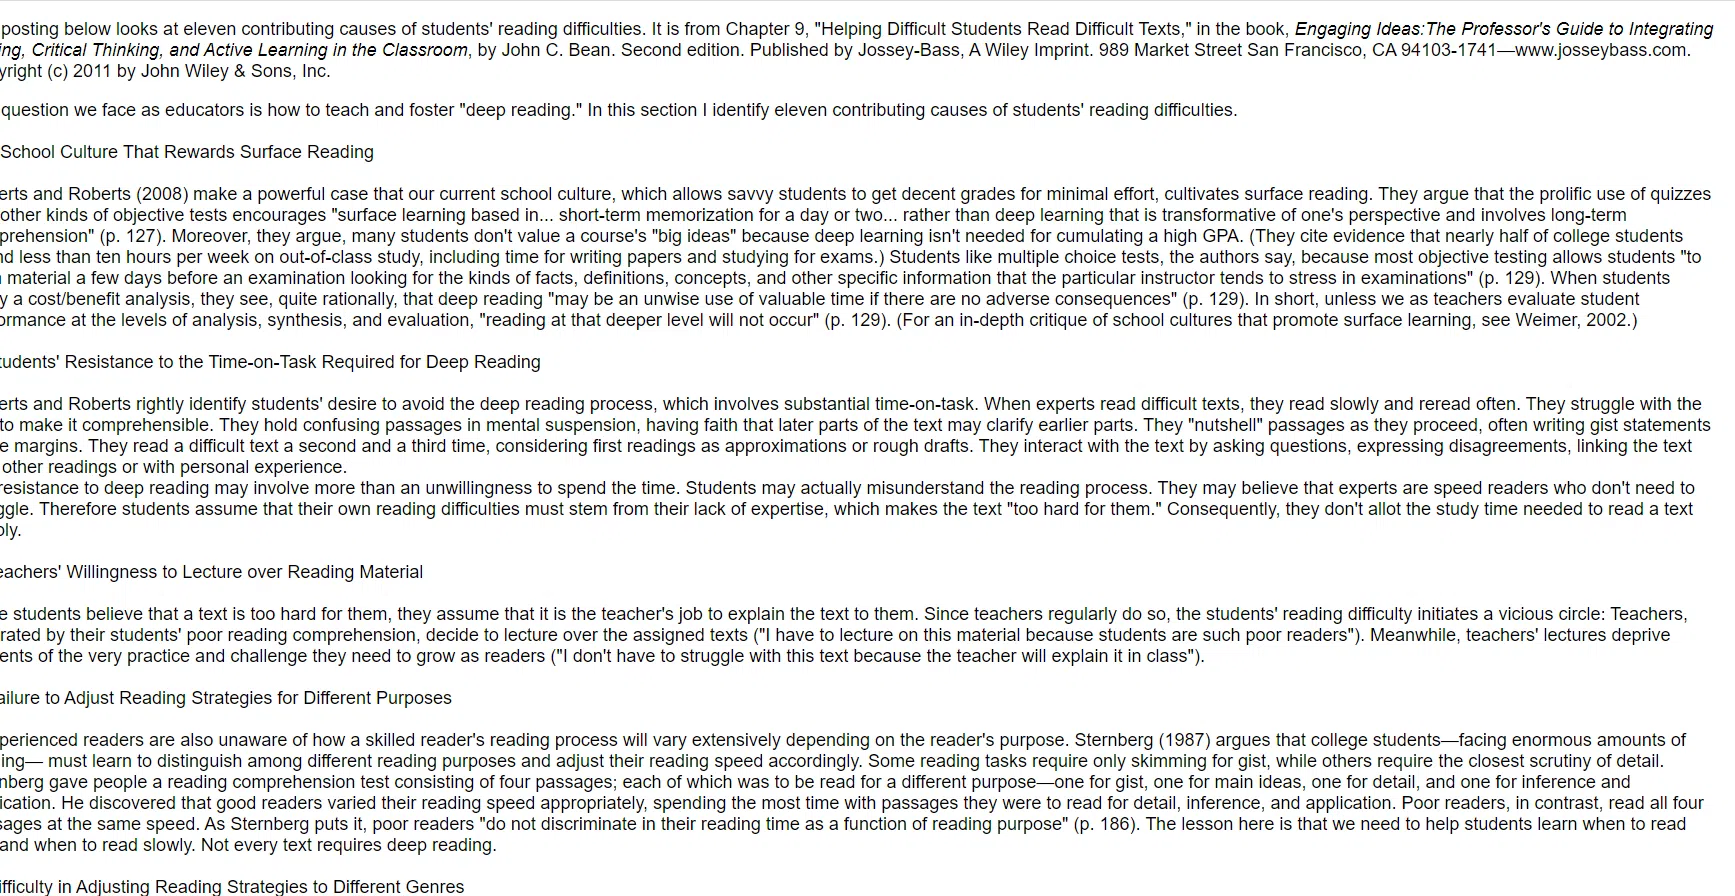 posting below looks at eleven contributing causes of students' reading difficulties. It is from Chapter 9, "Helping Difficult Students Read Difficult Texts," in the book, Engaging Ideas:The Professor's Guide to Integrating
ing, Critical Thinking, and Active Learning in the Classroom, by John C. Bean. Second edition. Published by Jossey-Bass, A Wiley Imprint. 989 Market Street San Francisco, CA 94103-1741—www.josseybass.com.
yright (c) 2011 by John Wiley & Sons, Inc.
question we face as educators is how to teach and foster "deep reading." In this section I identify eleven contributing causes of students' reading difficulties.
School Culture That Rewards Surface Reading
erts and Roberts (2008) make a powerful case that our current school culture, which allows savvy students to get decent grades for minimal effort, cultivates surface reading. They argue that the prolific use of quizzes
other kinds of objective tests encourages "surface learning based in... short-term memorization for a day or two... rather than deep learning that is transformative of one's perspective and involves long-term
prehension" (p. 127). Moreover, they argue, many students don't value a course's "big ideas" because deep learning isn't needed for cumulating a high GPA. (They cite evidence that nearly half of college students
nd less than ten hours per week on out-of-class study, including time for writing papers and studying for exams.) Students like multiple choice tests, the authors say, because most objective testing allows students "to
material a few days before an examination looking for the kinds of facts, definitions, concepts, and other specific information that the particular instructor tends to stress in examinations" (p. 129). When students
y a cost/benefit analysis, they see, quite rationally, that deep reading "may be an unwise use of valuable time if there are no adverse consequences" (p. 129). In short, unless we as teachers evaluate student
ormance at the levels of analysis, synthesis, and evaluation, "reading at that deeper level will not occur" (p. 129). (For an in-depth critique of school cultures that promote surface learning, see Weimer, 2002.)
tudents' Resistance to the Time-on-Task Required for Deep Reading
erts and Roberts rightly identify students' desire to avoid the deep reading process, which involves substantial time-on-task. When experts read difficult texts, they read slowly and reread often. They struggle with the
to make it comprehensible. They hold confusing passages in mental suspension, having faith that later parts of the text may clarify earlier parts. They "nutshell" passages as they proceed, often writing gist statements
e margins. They read a difficult text a second and a third time, considering first readings as approximations or rough drafts. They interact with the text by asking questions, expressing disagreements, linking the text
other readings or with personal experience.
resistance to deep reading may involve more than an unwillingness to spend the time. Students may actually misunderstand the reading process. They may believe that experts are speed readers who don't need to
ggle. Therefore students assume that their own reading difficulties must stem from their lack of expertise, which makes the text "too hard for them." Consequently, they don't allot the study time needed to read a text
ply.
eachers' Willingness to Lecture over Reading Material
e students believe that a text is too hard for them, they assume that it is the teacher's job to explain the text to them. Since teachers regularly do so, the students' reading difficulty initiates a vicious circle: Teachers,
rated by their students' poor reading comprehension, decide to lecture over the assigned texts ("I have to lecture on this material because students are such poor readers"). Meanwhile, teachers' lectures deprive
ents of the very practice and challenge they need to grow as readers ("I don't have to struggle with this text because the teacher will explain it in class").
ailure to Adjust Reading Strategies for Different Purposes
perienced readers are also unaware of how a skilled reader's reading process will vary extensively depending on the reader's purpose. Sternberg (1987) argues that college students—facing enormous amounts of
ing— must learn to distinguish among different reading purposes and adjust their reading speed accordingly. Some reading tasks require only skimming for gist, while others require the closest scrutiny of detail.
nberg gave people a reading comprehension test consisting of four passages; each of which was to be read for a different purpose—one for gist, one for main ideas, one for detail, and one for inference and
ication. He discovered that good readers varied their reading speed appropriately, spending the most time with passages they were to read for detail, inference, and application. Poor readers, in contrast, read all four
sages at the same speed. As Sternberg puts it, poor readers "do not discriminate in their reading time as a function of reading purpose" (p. 186). The lesson here is that we need to help students learn when to read
and when to read slowly. Not every text requires deep reading.
ifficulty in Adjusting Reading Strategies to Different Genres